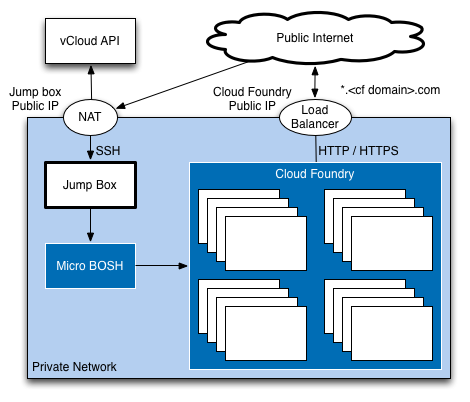 vCloud API
Public Internet
Jump box
Public IP
Cloud Foundry
Public IP
*.<cf domain>.com
NAT
Load
Balancer
SSH
HTTP / HTTPS
Jump Box
Cloud Foundry
Micro BOSH
Private Network